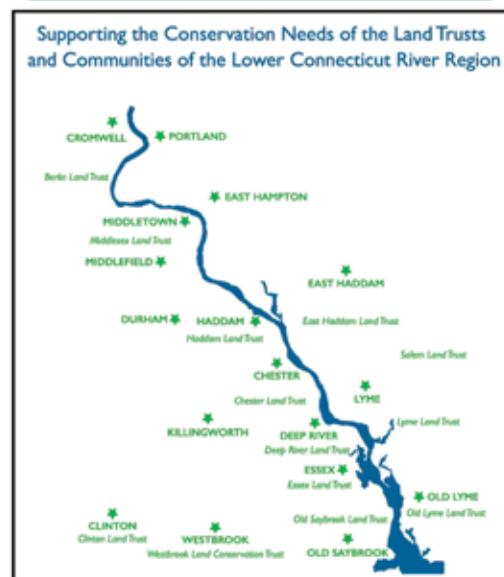 Supporting the Conservation Needs of the Land Trusts
and Communities of the Lower Connecticut River Region
CROMWELL
PORTLAND
Berlin Land Trust
EAST HAMPTON
MIDDLETOWN
Middlesex Land Trust
MIDDLEFIELD
EAST HADDAM
DURHAM
HADDAM
East Haddam Land Trust
Haddam Land Trust
Salem Land Trust
CHESTER
LYME
Chester Land Trust
KILLINGWORTH
DEEP RIVER
Lyme Land Trust
Deep River Land Trust
ESSEX
Essex Land Trust
OLD LYME
Old Lyme Land Trust
CLINTON
Old Saybrook Land Trust
WESTBROOK
Clinton Land Trust
OLD SAYBROOK
Westbrook Land Conservation Trust